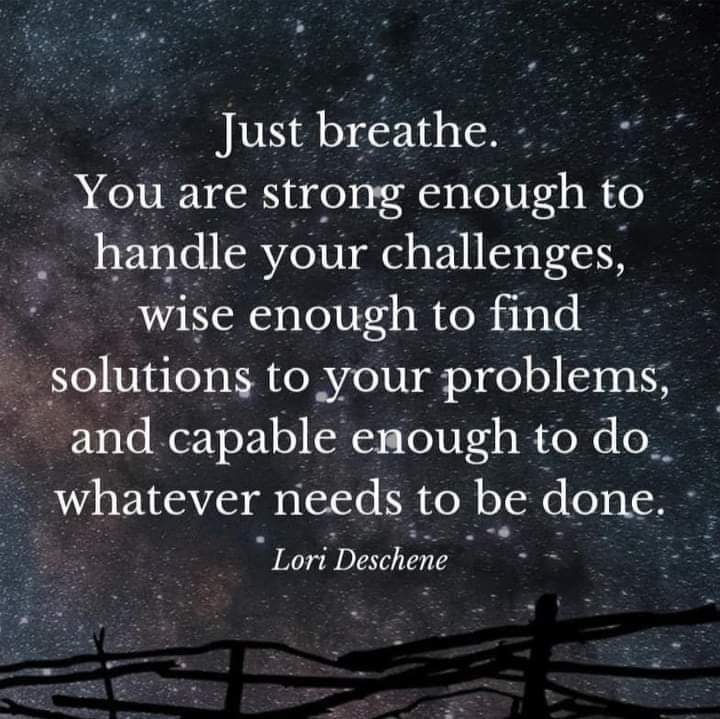 Just breathe.
You are strong enough to
handle your challenges,
wise enough to find
solutions to your problems,
and capable enough to do
whatever needs to be done.
Lori Deschene